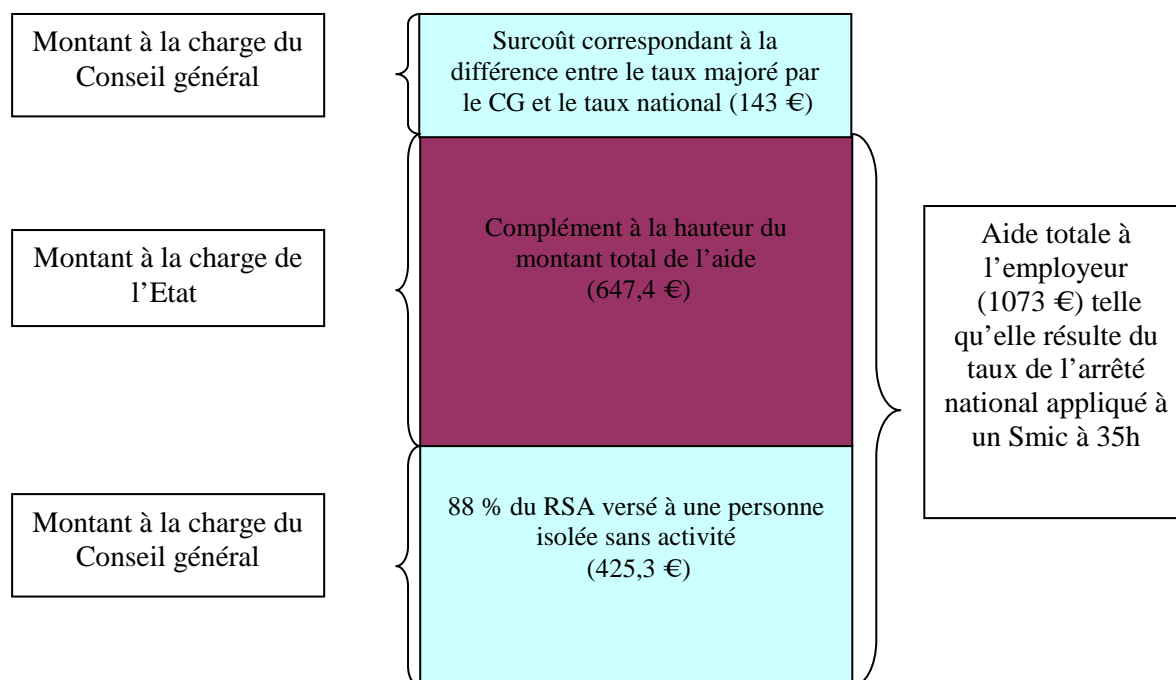 Montant à la charge du
Conseil général
Surcoût correspondant à la
différence entre le taux majoré par
le CG et le taux national (143 €)
Montant à la charge de
l’Etat
Complément à la hauteur du
montant total de l’aide
(647,4 €)
Aide totale à
l’employeur
(1073 €) telle
qu’elle résulte du
taux de l’arrêté
national appliqué à
un Smic à 35h
Montant à la charge du
Conseil général
88 % du RSA versé à une personne
isolée sans activité
(425,3 €)